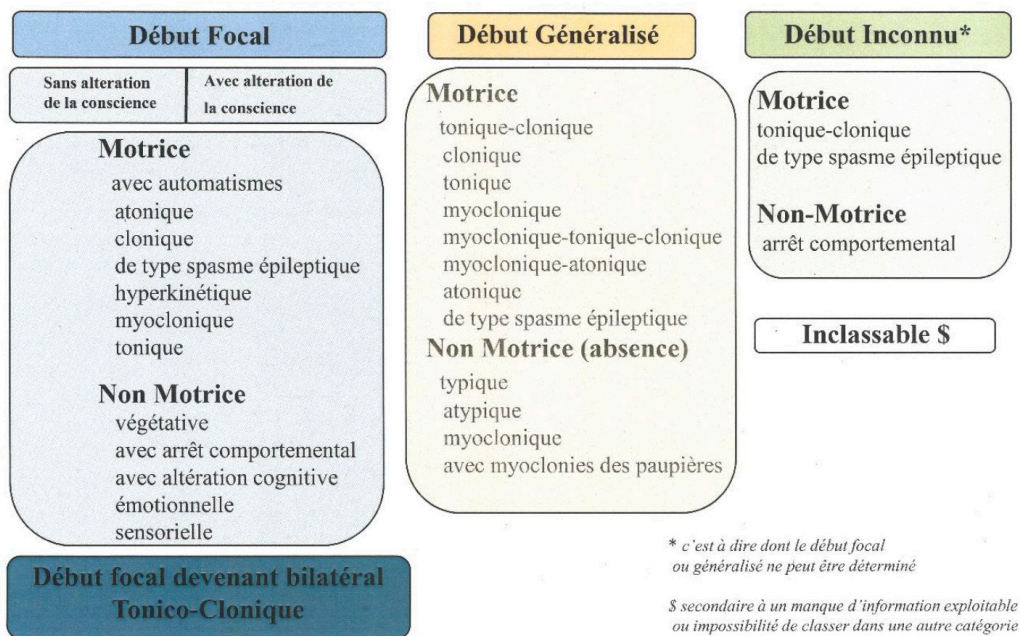 Début Focal
Sans alteration
de la conscience
Avec alteration de
la conscience
Motrice
avec automatismes
atonique
clonique
de type spasme épileptique
hyperkinétique
myoclonique
tonique
Non Motrice
végétative
avec arrêt comportemental
avec altération cognitive
émotionnelle
sensorielle
Début focal devenant bilatéral
Tonico-Clonique
Début Généralisé
Motrice
tonique-clonique
clonique
tonique
myoclonique
myoclonique-tonique-clonique
myoclonique-atonique
atonique
de type spasme épileptique
Non Motrice (absence)
typique
atypique
myoclonique
avec myoclonies des paupières
Début Inconnu*
Motrice
tonique-clonique
de type spasme épileptique
Non-Motrice
arrêt comportemental
Inclassable $
* c'est à dire dont le début focal
ou généralisé ne peut être déterminé
$ secondaire à un manque d'information exploitable
ou impossibilité de classer dans une autre catégorie